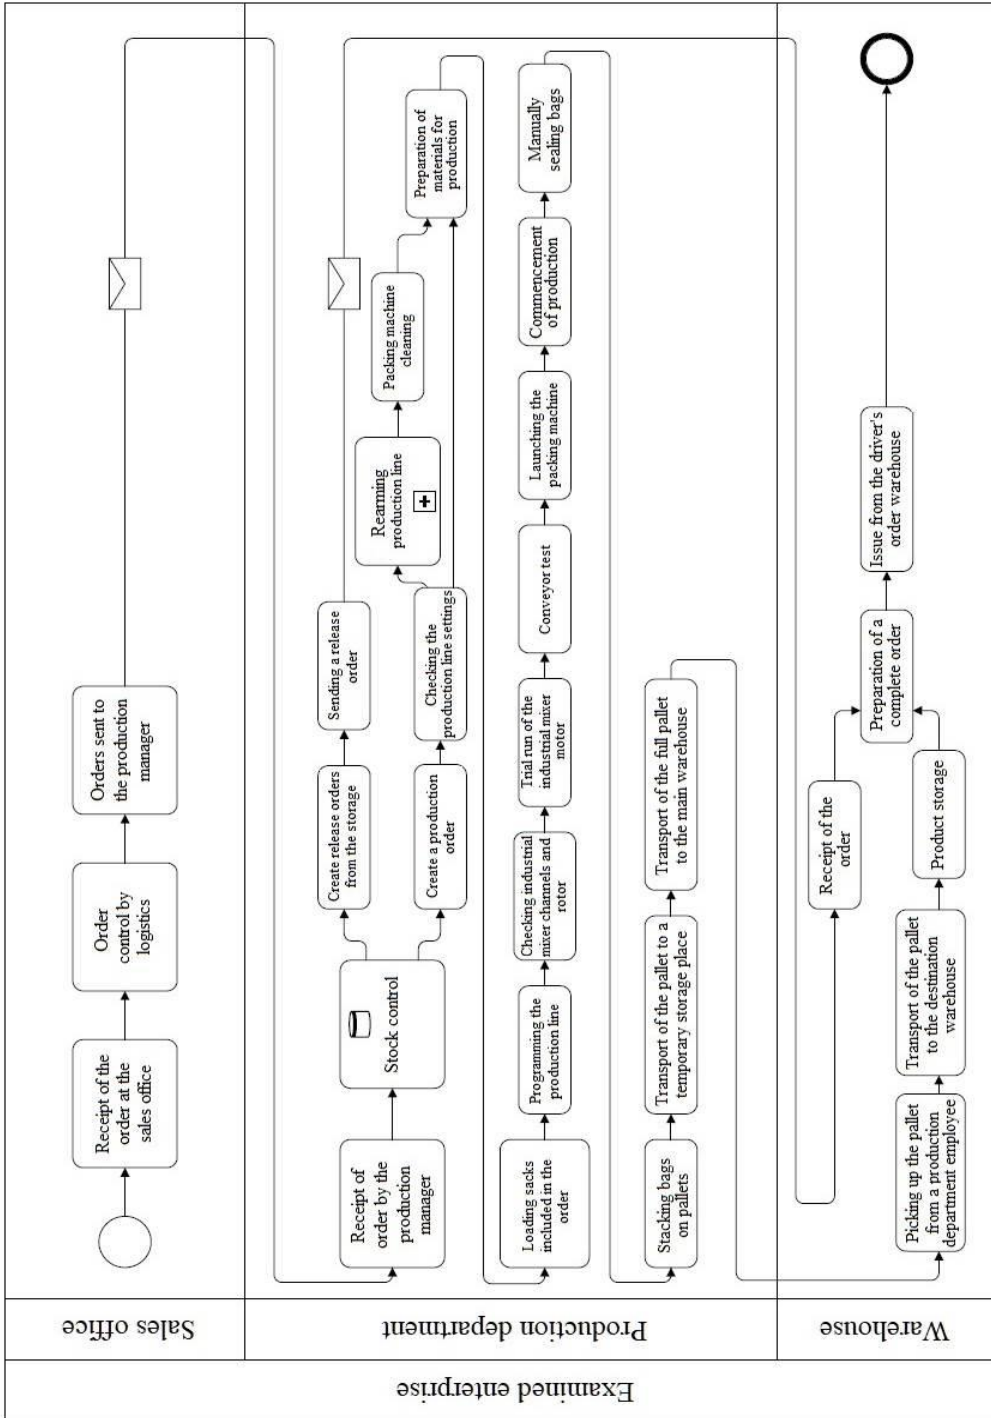 Examined enterprise
Sales office
Receipt of the
order at the
sales office
Order
control by
logistics
Orders sent to
the production
manager
Production department
Receipt of
order by the
production
manager
Stock control
Create release orders
from the storage
Sending a release
order
Create a production
order
Checking the
production line settings
Rearming
production line
Packing machine
cleaning
Preparation of
materials for
production
Loading sacks
included in the
order
Programming the
production line
Checking industrial
mixer channels and
rotor
Trial run of the
industrial mixer
motor
Conveyor test
Launching the
packing machine
Commencement
of production
Manually
sealing bags
Stacking bags
on pallets
Transport of the pallet to a
temporary storage place
Transport of the full pallet
to the main warehouse
Warehouse
Receipt of the
order
Picking up the pallet
from a production
department employee
Transport of the pallet
to the destination
warehouse
Product storage
Preparation of a
complete order
Issue from the driver's
order warehouse